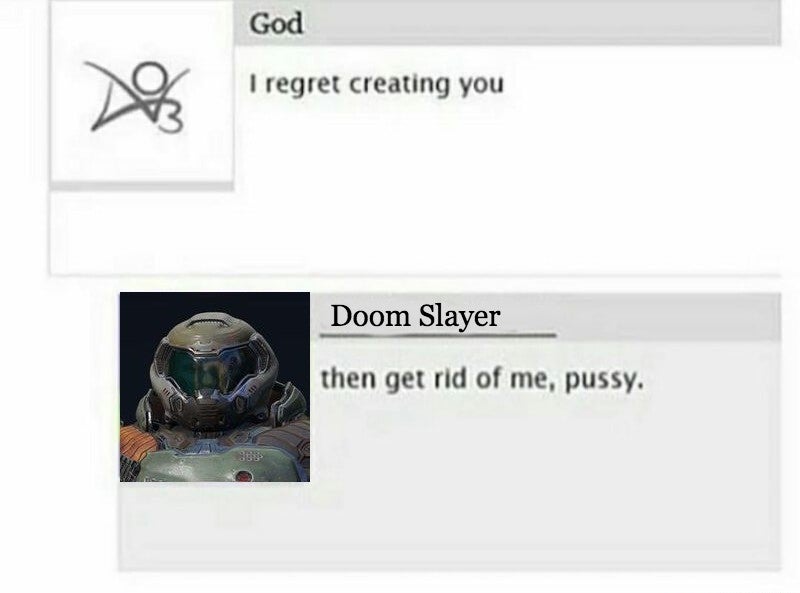 God
I regret creating you
Doom Slayer
then get rid of me, pussy.